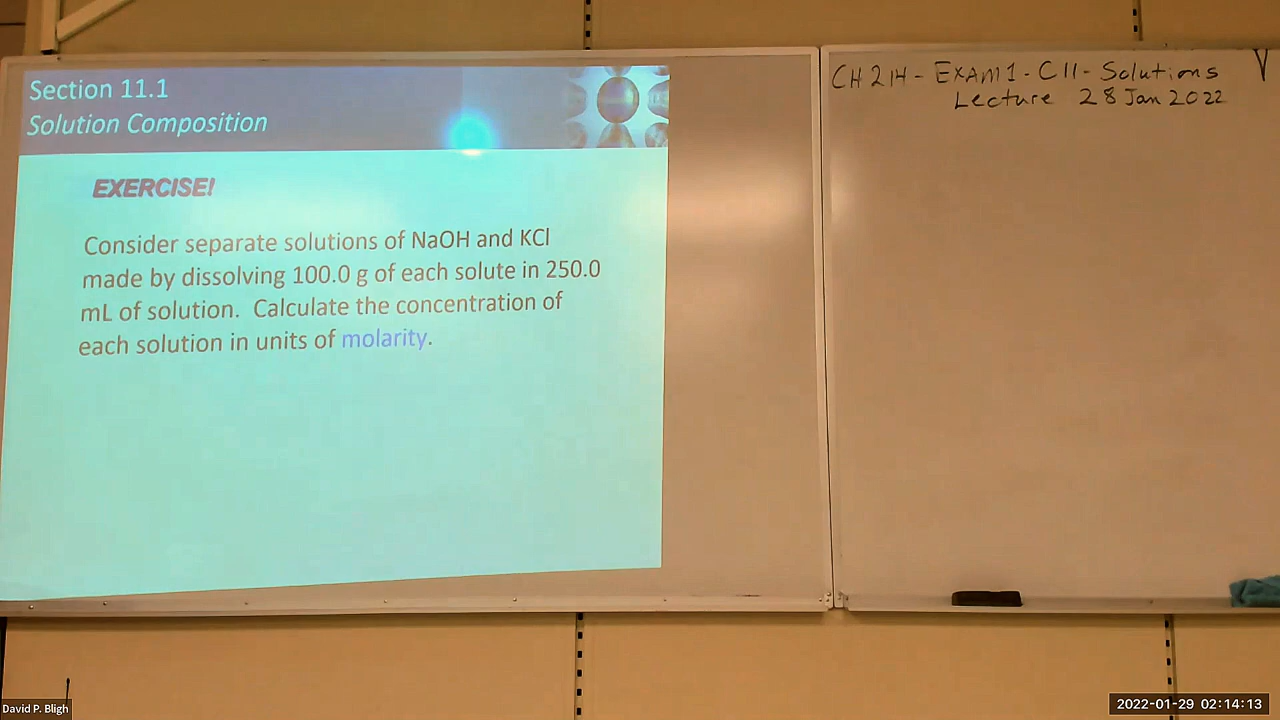 Section 11.1
Solution Composition
EXERCISE!
Consider separate solutions of NaOH and KCl
made by dissolving 100.0 g of each solute in 250.0
mL of solution. Calculate the concentration of
each solution in units of molarity.
CH 214 - EXAM 1 - C11 - Solutions
Lecture 28 Jan 2022
David P. Bligh
2022-01-29 02:14:13